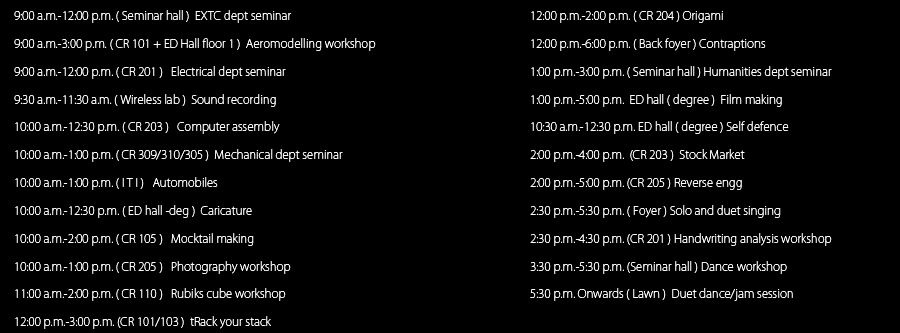 9:00 a.m.-12:00 p.m. ( Seminar hall ) EXTC dept seminar
9:00 a.m.-3:00 p.m. ( CR 101 + ED Hall floor 1 ) Aeromodelling workshop
9:00 a.m.-12:00 p.m. ( CR 201 ) Electrical dept seminar
9:30 a.m.-11:30 a.m. ( Wireless lab ) Sound recording
10:00 a.m.-12:30 p.m. ( CR 203 ) Computer assembly
10:00 a.m.-1:00 p.m. ( CR 309/310/305 ) Mechanical dept seminar
10:00 a.m.-1:00 p.m. ( I T I ) Automobiles
10:00 a.m.-12:30 p.m. ( ED hall -deg ) Caricature
10:00 a.m.-2:00 p.m. ( CR 105 ) Mocktail making
10:00 a.m.-1:00 p.m. ( CR 205 ) Photography workshop
11:00 a.m.-2:00 p.m. ( CR 110 ) Rubiks cube workshop
12:00 p.m.-3:00 p.m. (CR 101/103 ) tRack your stack
12:00 p.m.-2:00 p.m. ( CR 204 ) Origami
12:00 p.m.-6:00 p.m. ( Back foyer ) Contraptions
1:00 p.m.-3:00 p.m. ( Seminar hall ) Humanities dept seminar
1:00 p.m.-5:00 p.m. ED hall ( degree ) Film making
10:30 a.m.-12:30 p.m. ED hall ( degree ) Self defence
2:00 p.m.-4:00 p.m. (CR 203 ) Stock Market
2:00 p.m.-5:00 p.m. (CR 205 ) Reverse engg
2:30 p.m.-5:30 p.m. ( Foyer ) Solo and duet singing
2:30 p.m.-4:30 p.m. (CR 201 ) Handwriting analysis workshop
3:30 p.m.-5:30 p.m. (Seminar hall ) Dance workshop
5:30 p.m. Onwards ( Lawn ) Duet dance/jam session